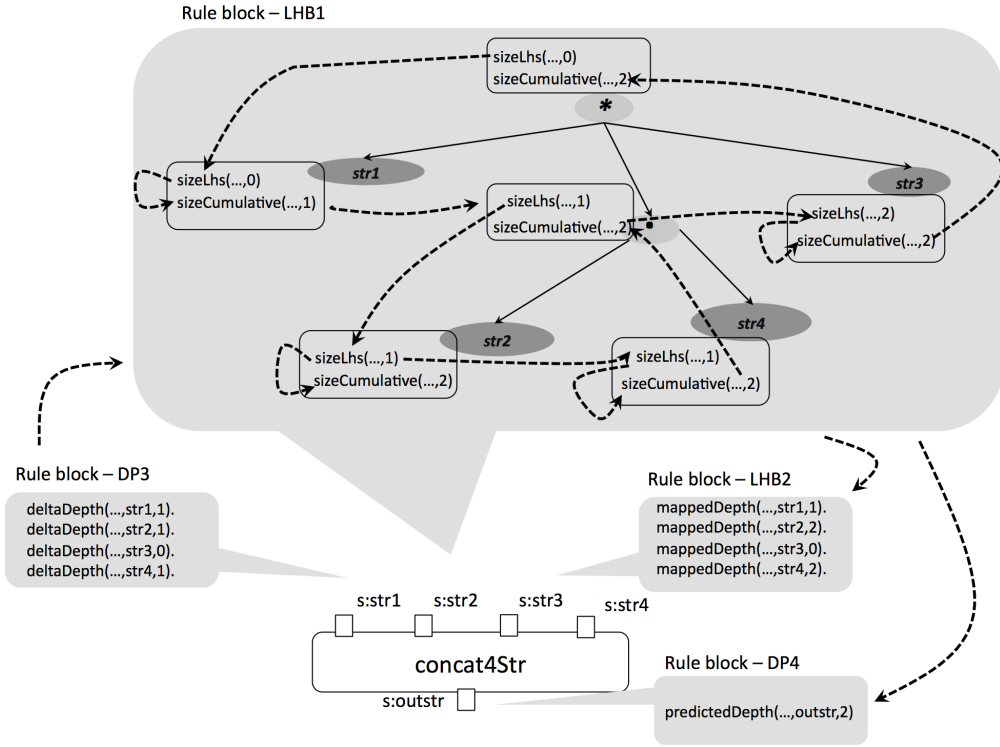 Rule block – LHB1
sizeLhs(...,0)
sizeCumulative(...,2)
*
str1
str3
sizeLhs(...,0)
sizeCumulative(...,1)
sizeLhs(...,1)
sizeCumulative(...,2)
sizeLhs(...,2)
sizeCumulative(...,2)
str2
str4
sizeLhs(...,1)
sizeCumulative(...,2)
sizeLhs(...,1)
sizeCumulative(...,2)
Rule block – DP3
deltaDepth(...,str1,1).
deltaDepth(...,str2,1).
deltaDepth(...,str3,0).
deltaDepth(...,str4,1).
Rule block – LHB2
mappedDepth(...,str1,1).
mappedDepth(...,str2,2).
mappedDepth(...,str3,0).
mappedDepth(...,str4,2).
s:str1
s:str2
s:str3
s:str4
concat4Str
s:outstr
Rule block – DP4
predictedDepth(...,outstr,2)